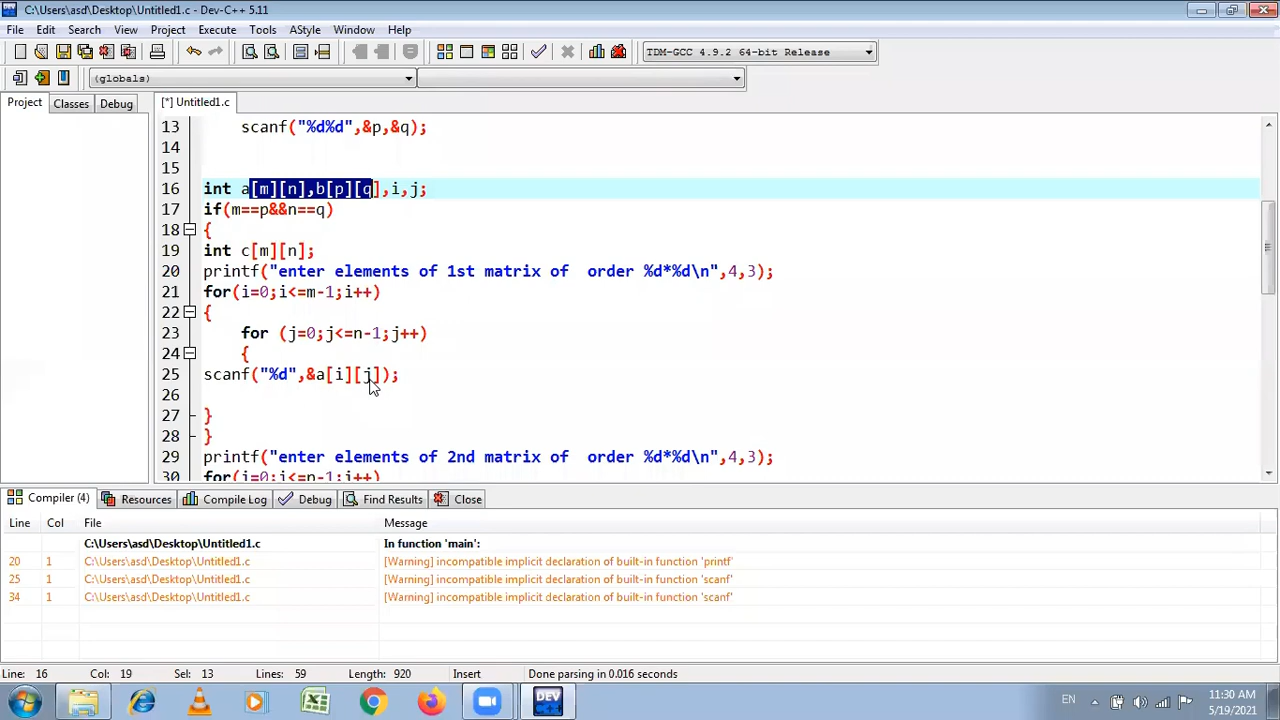 C:\Users\asd\Desktop\Untitled1.c - Dev-C++ 5.11
File Edit Search View Project Execute Tools AStyle Window Help
TDM-GCC 4.9.2 64-bit Release
(globals)
Project Classes Debug [*] Untitled1.c
13 scanf("%d%d",&p,&q);
14
15
16 int a[m][n],b[p][q],i,j;
17 if(m==p&&n==q)
18 {
19 int c[m][n];
20 printf("enter elements of 1st matrix of  order %d*%d\n",4,3);
21 for(i=0;i<=m-1;i++)
22 {
23 for (j=0;j<=n-1;j++)
24 {
25 scanf("%d",&a[i][j]);
26
27 }
28 }
29 printf("enter elements of 2nd matrix of  order %d*%d\n",4,3);
30 for(i=0;i<=p-1;i++)
Compiler (4) Resources Compile Log Debug Find Results Close
Line Col File Message
C:\Users\asd\Desktop\Untitled1.c In function 'main':
20 1 C:\Users\asd\Desktop\Untitled1.c [Warning] incompatible implicit declaration of built-in function 'printf'
25 1 C:\Users\asd\Desktop\Untitled1.c [Warning] incompatible implicit declaration of built-in function 'scanf'
34 1 C:\Users\asd\Desktop\Untitled1.c [Warning] incompatible implicit declaration of built-in function 'scanf'
Line: 16 Col: 19 Sel: 13 Lines: 59 Length: 920 Insert Done parsing in 0.016 seconds
DEV
EN
11:30 AM
5/19/2021